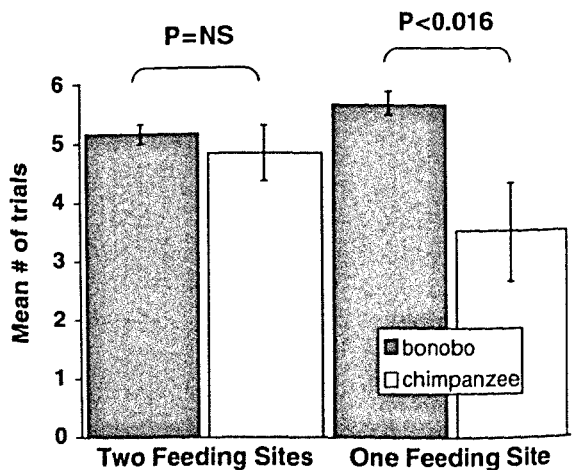 P=NS
P<0.016
Mean # of trials
6
5
4
3
2
1
0
bonobo
chimpanzee
Two Feeding Sites
One Feeding Site